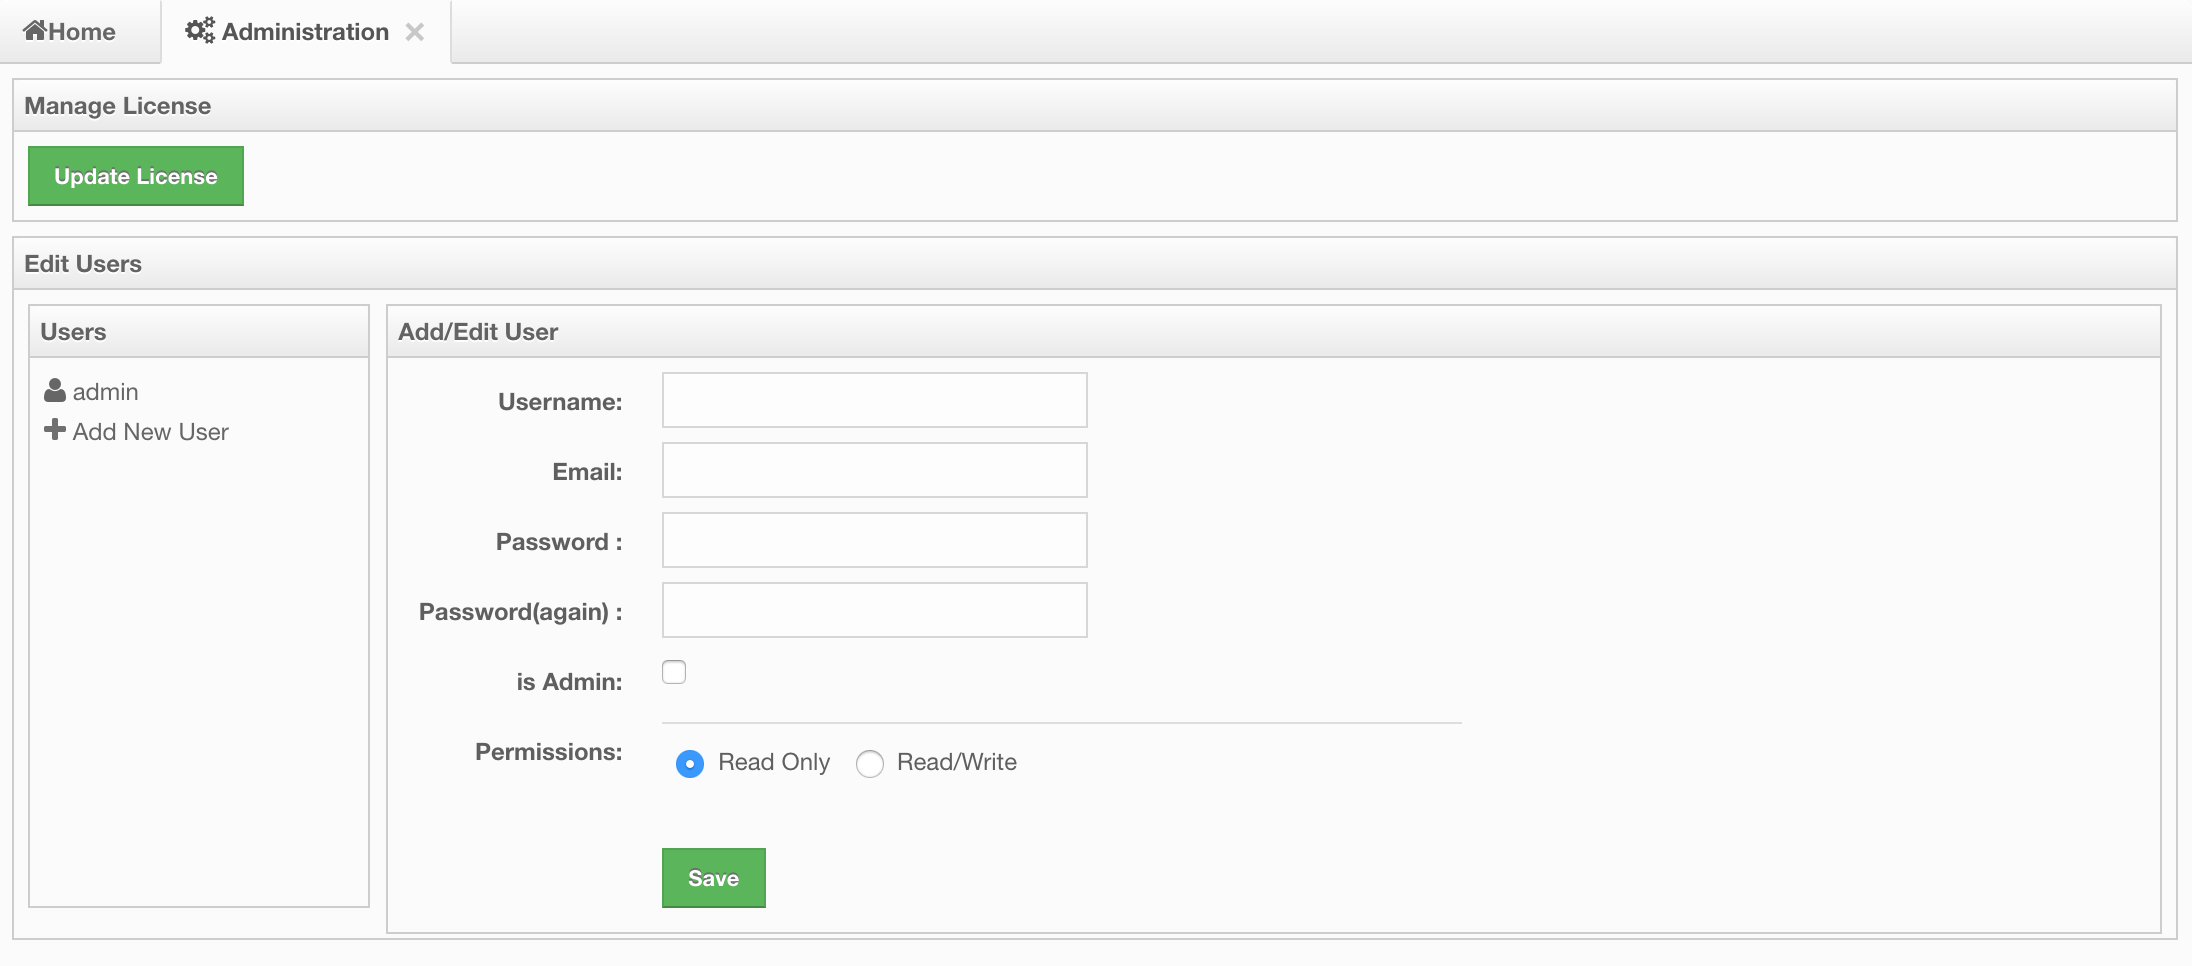 Home
Administration
Manage License
Update License
Edit Users
Users
admin
Add New User
Add/Edit User
Username:
Email:
Password :
Password(again) :
is Admin:
Permissions:
Read Only
Read/Write
Save